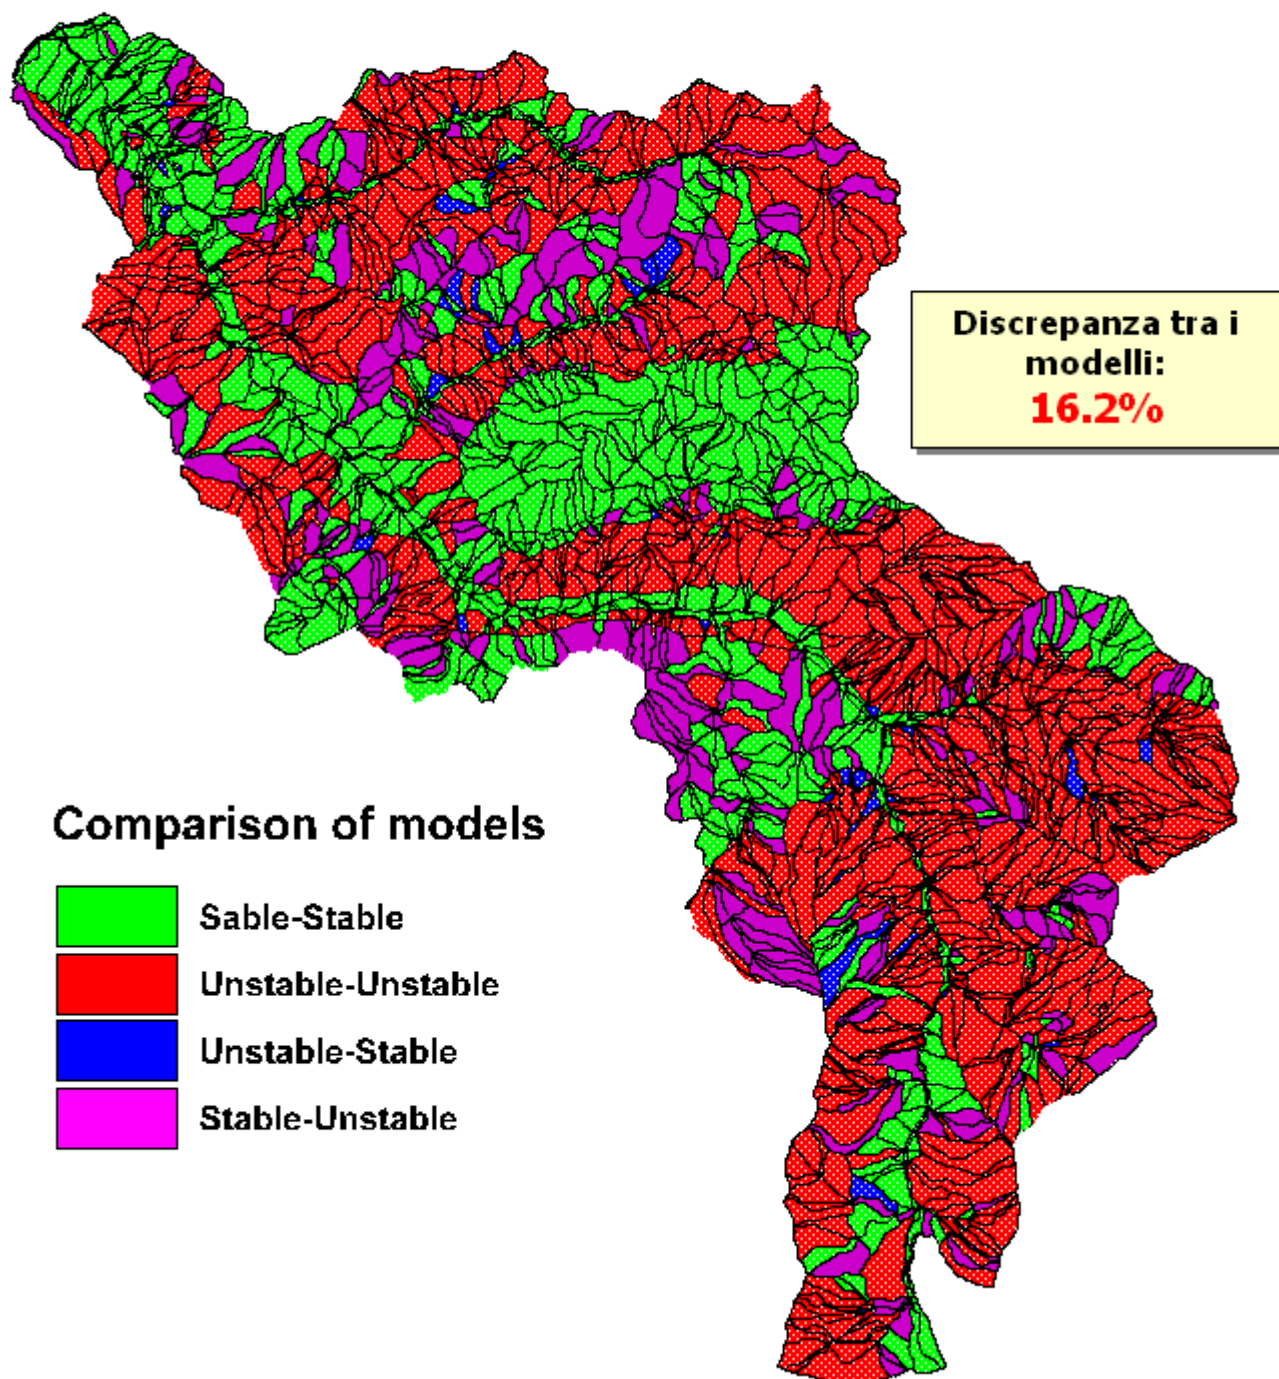 Discrepanza tra i
modelli:
16.2%
Comparison of models
Sable-Stable
Unstable-Unstable
Unstable-Stable
Stable-Unstable